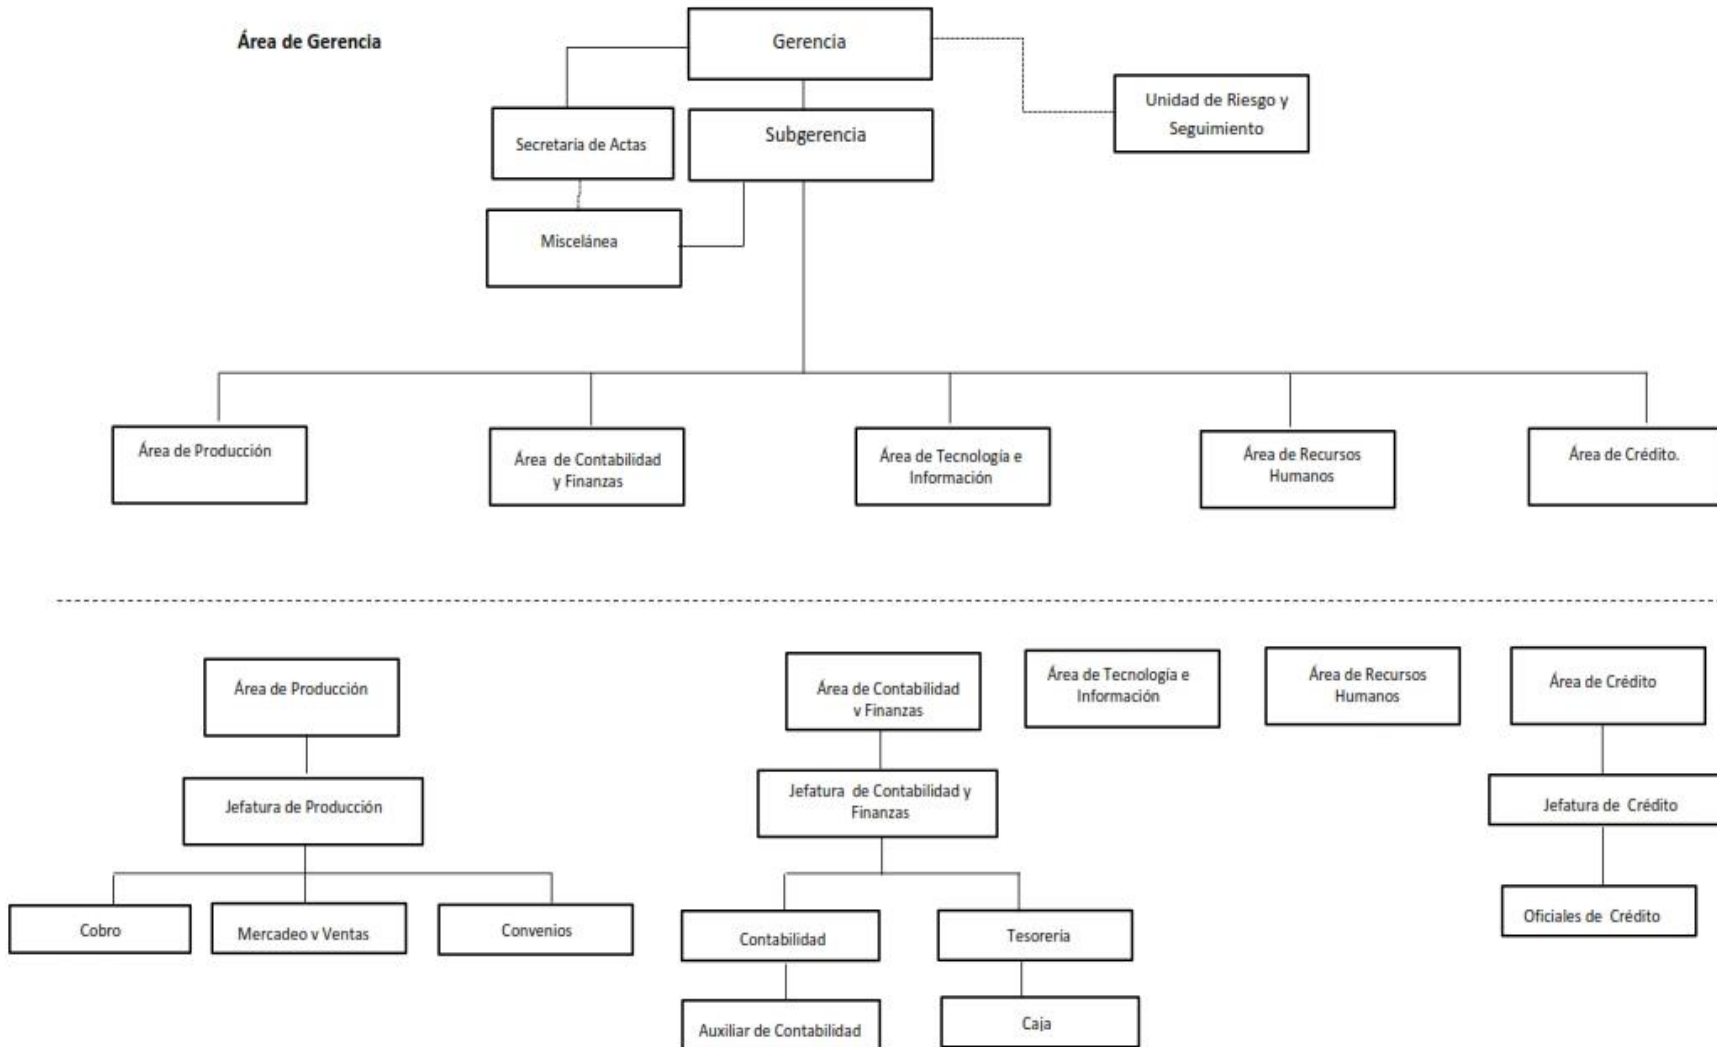 Área de Gerencia
Gerencia
Unidad de Riesgo y
Seguimiento
Secretaria de Actas
Subgerencia
Miscelánea
Área de Producción
Área de Contabilidad
y Finanzas
Área de Tecnología e
Información
Área de Recursos
Humanos
Área de Crédito.
Área de Producción
Área de Contabilidad
v Finanzas
Área de Tecnología e
Información
Área de Recursos
Humanos
Área de Crédito
Jefatura de Producción
Jefatura de Contabilidad y
Finanzas
Jefatura de Crédito
Cobro
Mercadeo v Ventas
Convenios
Contabilidad
Tesorería
Oficiales de Crédito
Auxiliar de Contabilidad
Caja